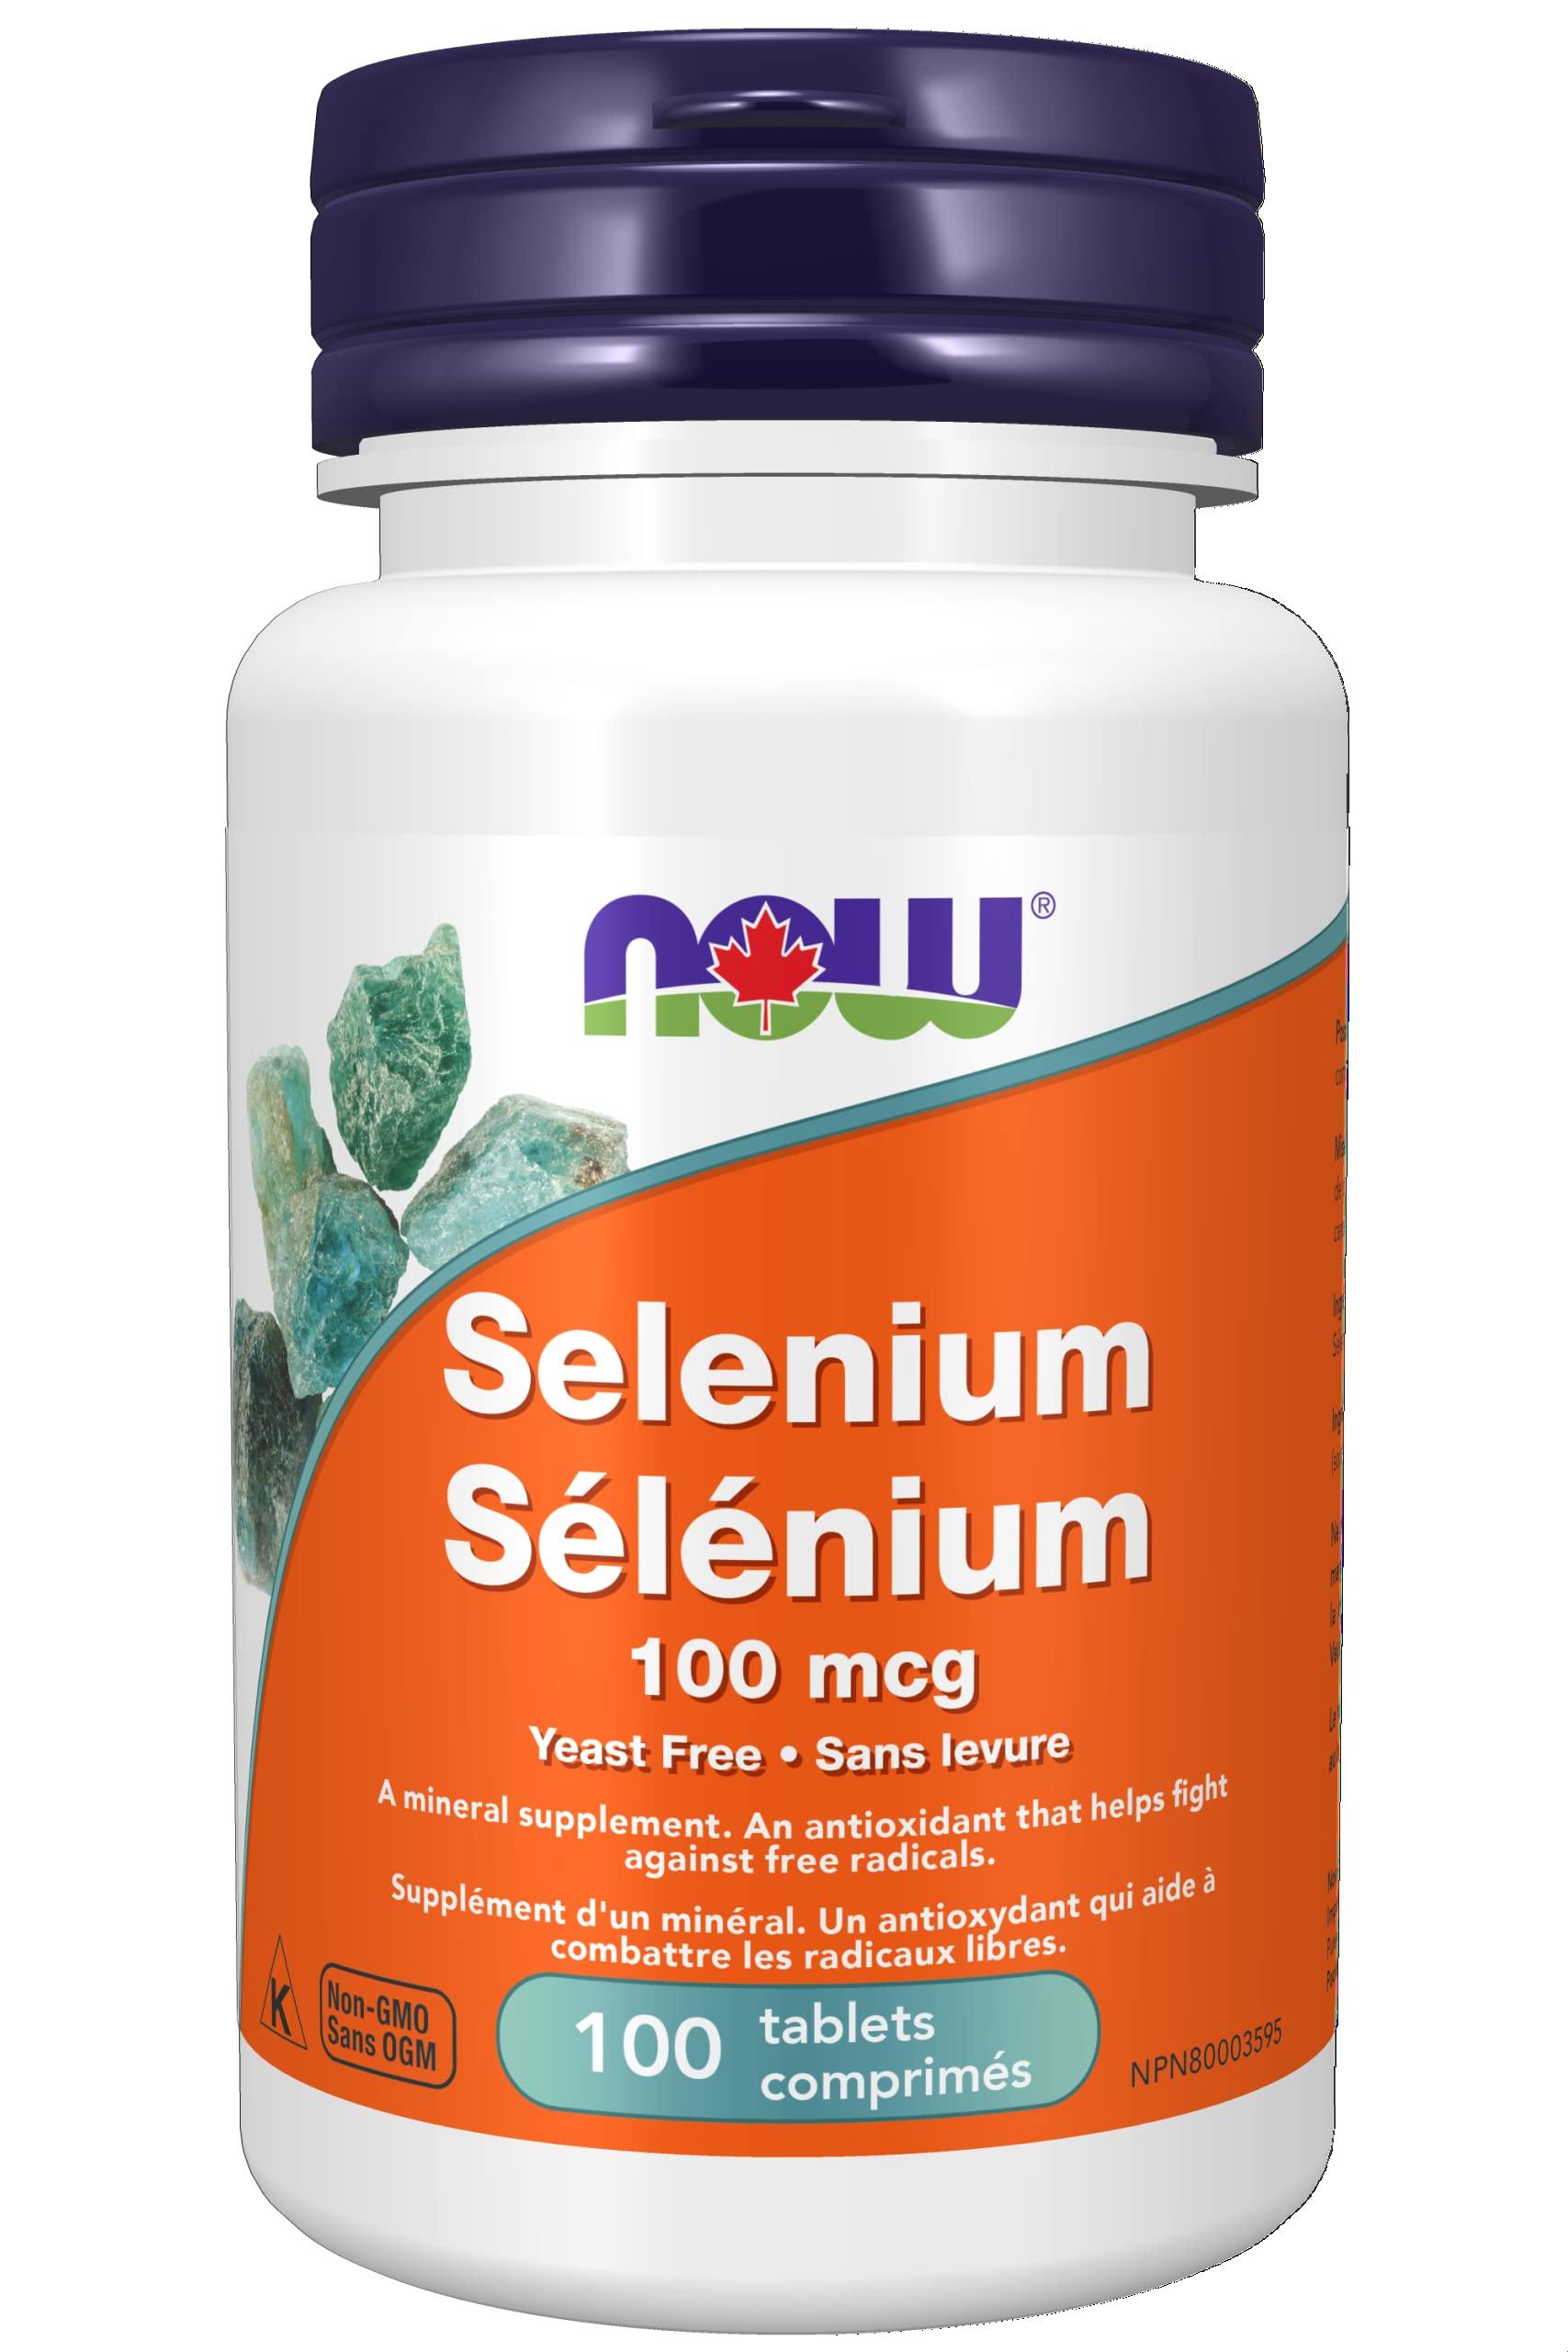 now®
Selenium
Sélénium
100 mcg
Yeast Free • Sans levure
A mineral supplement. An antioxidant that helps fight
against free radicals.
Supplément d'un minéral. Un antioxydant qui aide à
combattre les radicaux libres.
K
Non-GMO
Sans OGM
100 tablets
comprimés
NPN80003595